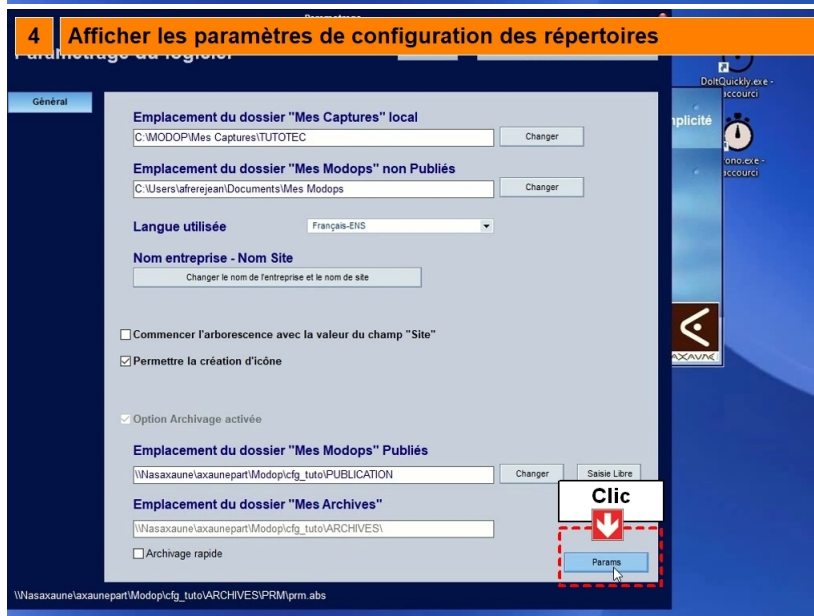 4 Afficher les paramètres de configuration des répertoires
DoItQuickly.exe -
Général
Emplacement du dossier "Mes Captures" local
C:\MODOP\Mes Captures\TUTOTEC
Changer
Emplacement du dossier "Mes Modops" non Publiés
C:\Users\afrerejean\Documents\Mes Modops
Changer
Langue utilisée
Français-ENS
Nom entreprise - Nom Site
Changer le nom de l'entreprise et le nom de site
Commencer l'arborescence avec la valeur du champ "Site"
Permettre la création d'icône
AXAVNE
Option Archivage activée
Emplacement du dossier "Mes Modops" Publiés
\\Nasaxaune\axaunepart\Modop\cfg_tuto\PUBLICATION
Changer
Saisie Libre
Clic
Emplacement du dossier "Mes Archives"
\\Nasaxaune\axaunepart\Modop\cfg_tuto\ARCHIVES\
Archivage rapide
Params
\\Nasaxaune\axaunepart\Modop\cfg_tuto\ARCHIVES\PRM\prm.abs